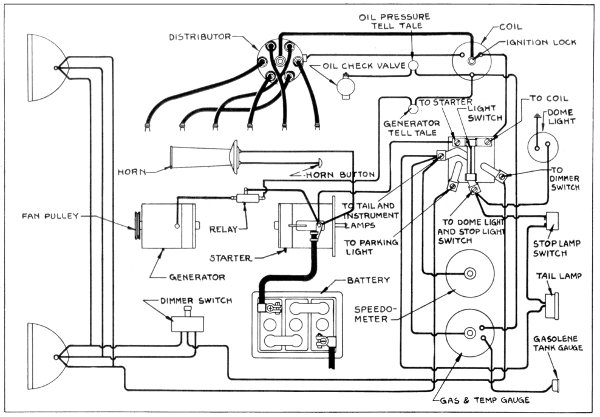 OIL PRESSURE
TELL TALE
COIL
DISTRIBUTOR
IGNITION LOCK
OIL CHECK VALVE
TO STARTER
LIGHT
SWITCH
TO COIL
DOME
LIGHT
GENERATOR
TELL TALE
HORN
HORN BUTTON
TO
DIMMER
SWITCH
TO TAIL AND
INSTRUMENT
LAMPS
FAN PULLEY
RELAY
TO DOME LIGHT
AND STOP LIGHT
SWITCH
TO PARKING
LIGHT
STOP LAMP
SWITCH
STARTER
GENERATOR
BATTERY
TAIL LAMP
DIMMER SWITCH
SPEEDO-
METER
GASOLENE
TANK GAUGE
GAS & TEMP GAUGE